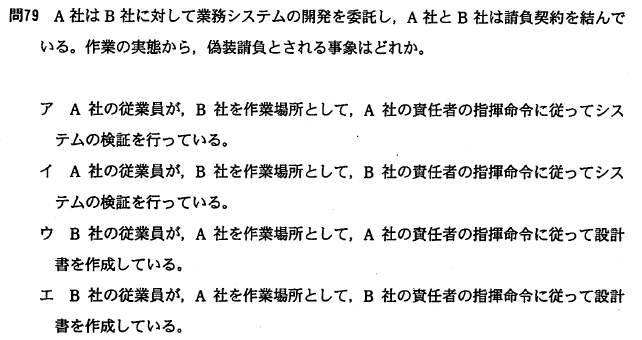 問79 A社はB社に対して業務システムの開発を委託し，A社とB社は請負契約を結んで
いる。作業の実態から，偽装請負とされる事象はどれか。
ア A 社の従業員が，B 社を作業場所として，A 社の責任者の指揮命令に従ってシス
テムの検証を行っている。
イ A 社の従業員が，B 社を作業場所として，B 社の責任者の指揮命令に従ってシス
テムの検証を行っている。
ウ B 社の従業員が，A 社を作業場所として，A 社の責任者の指揮命令に従って設計
書を作成している。
エ B 社の従業員が，A 社を作業場所として，B 社の責任者の指揮命令に従って設計
書を作成している。